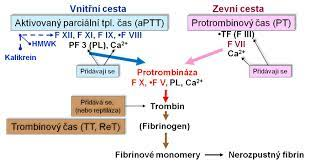 Vnitřní cesta
Zevní cesta
Aktivovaný parciální tpl. čas (aPTT)
Protrombinový čas (PT)
F XII, F XI, F IX, •F VIII
HMWK
Kalikrein
PF 3 (PL), Ca2+
•TF (F III)
F VII
Ca2+
Přidávají se
Přidávají se
Protrombináza
F X, •F V, PL, Ca2+
Přidává se,
(nebo reptiláza)
Trombin
Trombinový čas (TT, ReT)
(Fibrinogen)
Fibrinové monomery
Nerozpustný fibrin